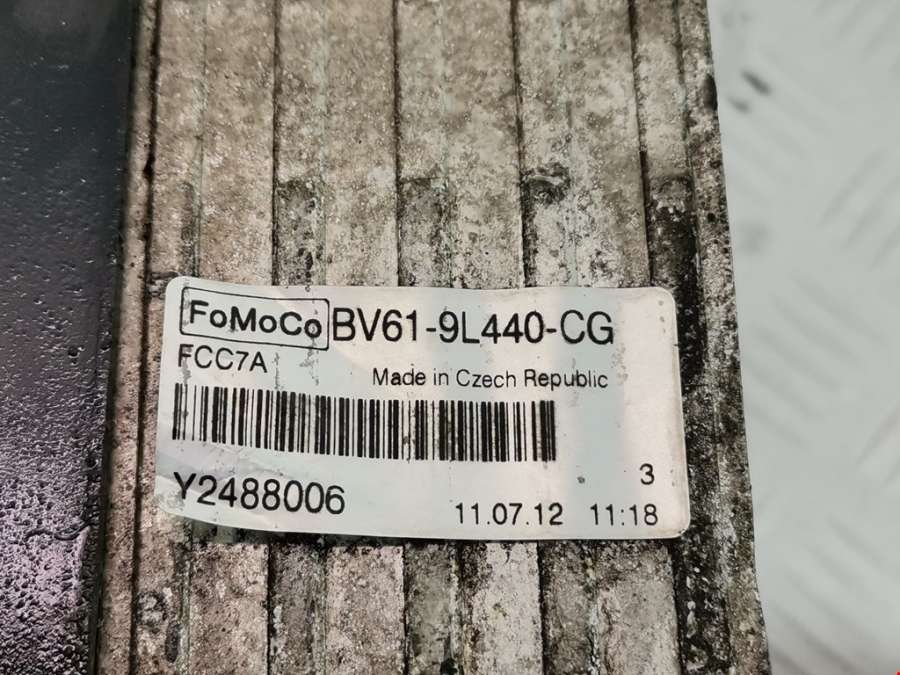 FoMoCo BV61-9L440-CG
FCC7A
Made in Czech Republic
3
Y2488006
11.07.12 11:18